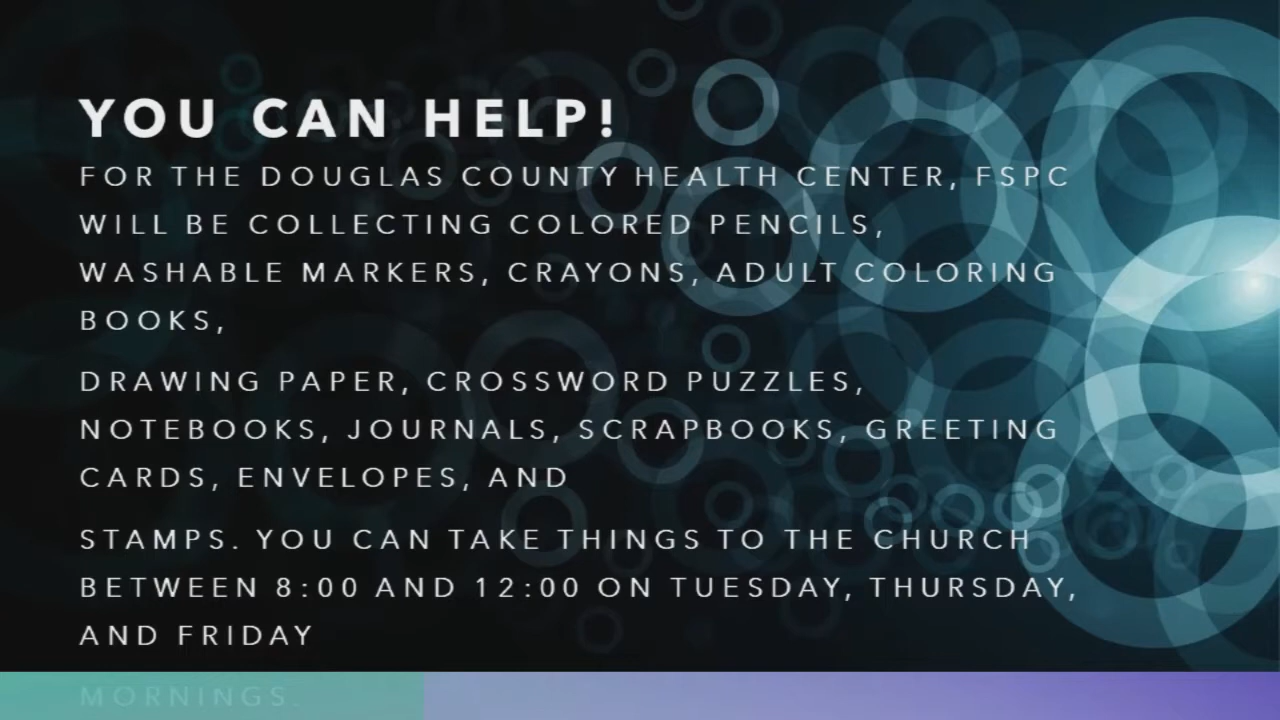 YOU CAN HELP!
FOR THE DOUGLAS COUNTY HEALTH CENTER, FSPC
WILL BE COLLECTING COLORED PENCILS,
WASHABLE MARKERS, CRAYONS, ADULT COLORING
BOOKS,
DRAWING PAPER, CROSSWORD PUZZLES,
NOTEBOOKS, JOURNALS, SCRAPBOOKS, GREETING
CARDS, ENVELOPES, AND
STAMPS. YOU CAN TAKE THINGS TO THE CHURCH
BETWEEN 8:00 AND 12:00 ON TUESDAY, THURSDAY,
AND FRIDAY
MORNINGS.